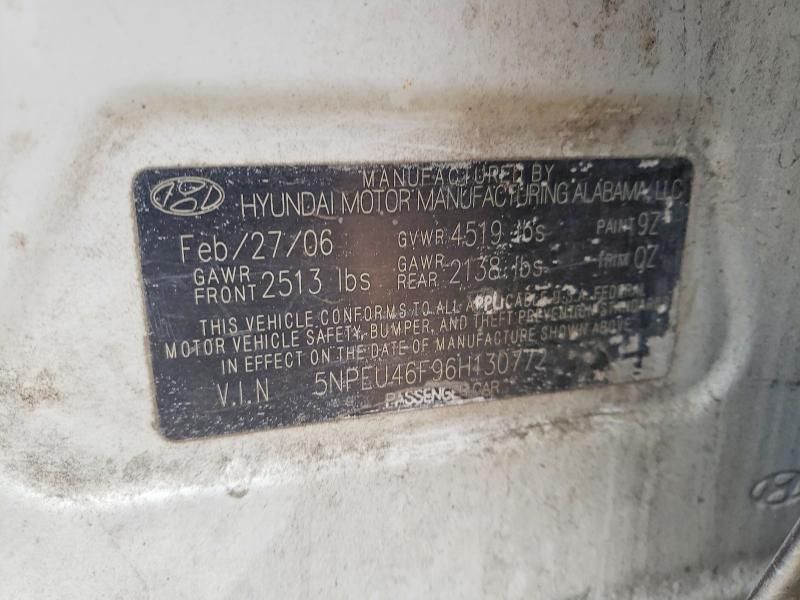 MANUFACTURED BY
HYUNDAI MOTOR MANUFACTURING ALABAMA, LLC
Feb/27/06 GVWR 4519 lbs PAINT 9Z
GAWR FRONT 2513 lbs GAWR REAR 2138 lbs TRIM QZ
THIS VEHICLE CONFORMS TO ALL APPLICABLE U.S.A. FEDERAL
MOTOR VEHICLE SAFETY, BUMPER, AND THEFT PREVENTION STANDARDS
IN EFFECT ON THE DATE OF MANUFACTURE SHOWN ABOVE.
V.I.N 5NPEU46F96H130772
PASSENGER CAR